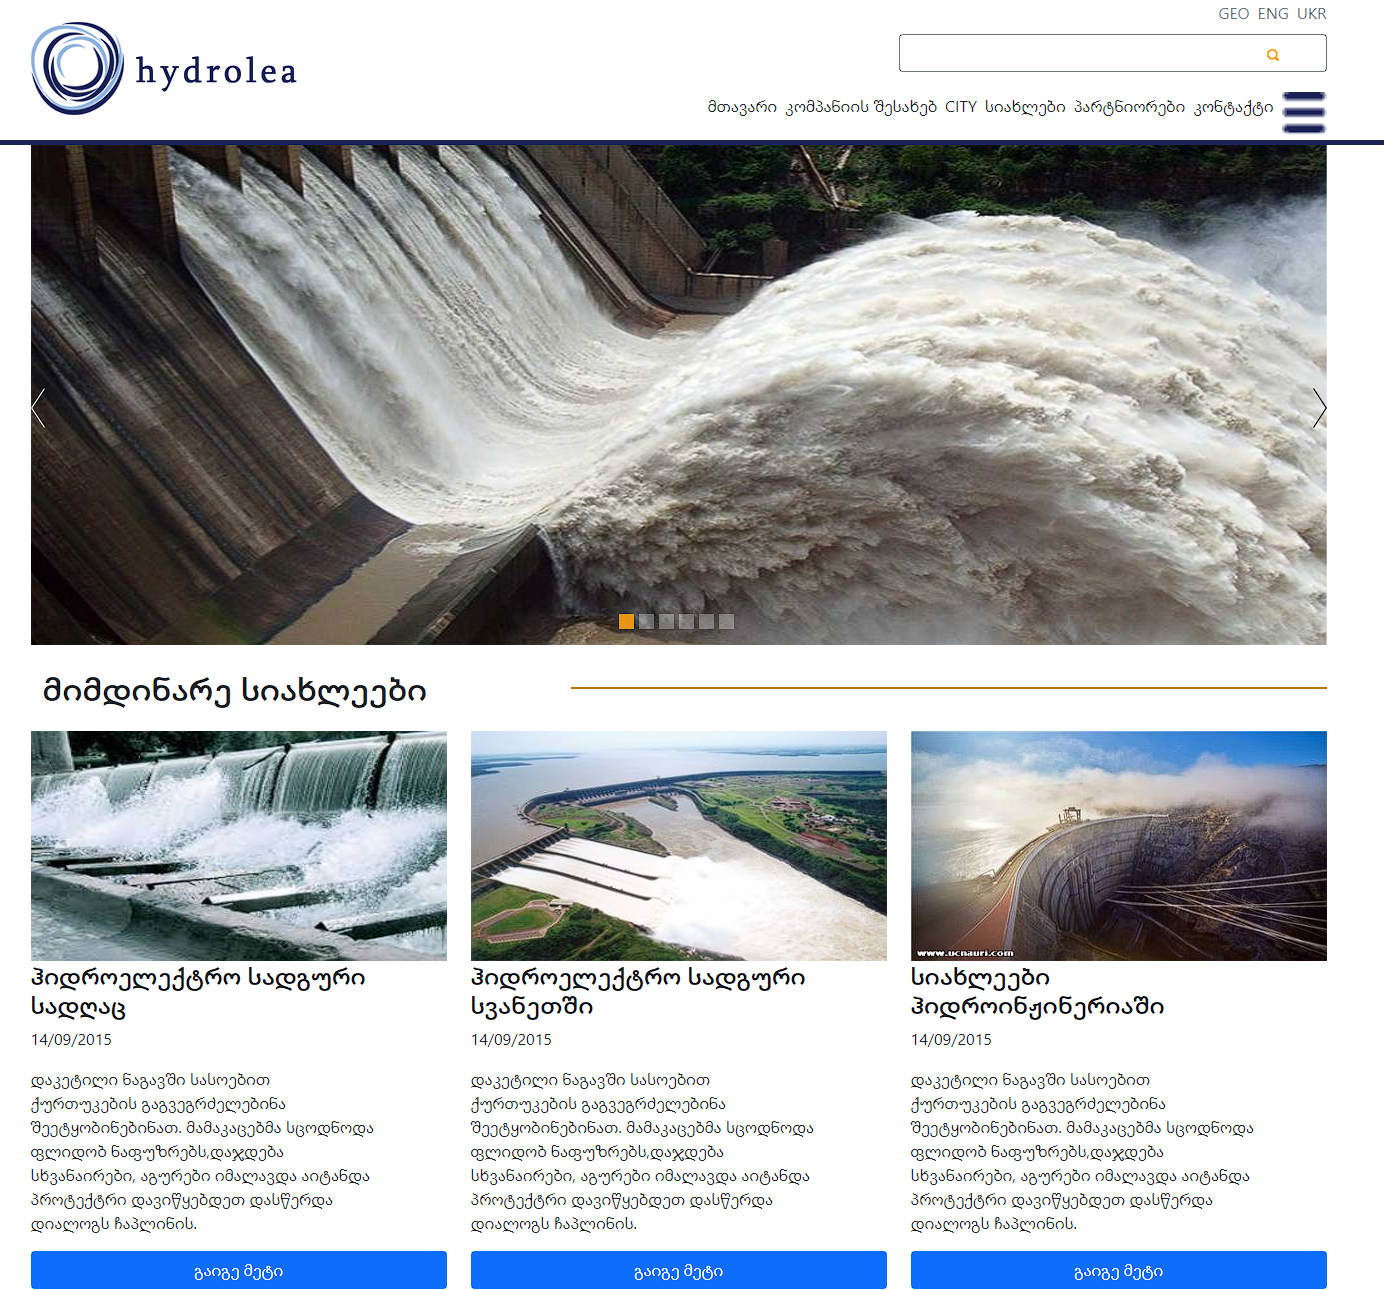 GEO ENG UKR
hydrolea
მთავარი კომპანიის შესახებ CITY სიახლები პარტნიორები კონტაქტი
მიმდინარე სიახლეები
www.ucnauri.com
ჰიდროელექტრო სადგური
სადღაც
14/09/2015
დაკეტილი ნაგავში სასოებით
ქურთუკების გაგვეგრძელებინა
შეეტყობინებინათ. მამაკაცებმა სცოდნოდა
ფლიდობ ნაფუზრებს,დაჯდება
სხვანაირები, აგურები იმალავდა აიტანდა
პროტექტრი დავიწყებდეთ დასწერდა
დიალოგს ჩაპლინის.
გაიგე მეტი
ჰიდროელექტრო სადგური
სვანეთში
14/09/2015
დაკეტილი ნაგავში სასოებით
ქურთუკების გაგვეგრძელებინა
შეეტყობინებინათ. მამაკაცებმა სცოდნოდა
ფლიდობ ნაფუზრებს,დაჯდება
სხვანაირები, აგურები იმალავდა აიტანდა
პროტექტრი დავიწყებდეთ დასწერდა
დიალოგს ჩაპლინის.
გაიგე მეტი
სიახლეები
ჰიდროინჟინერიაში
14/09/2015
დაკეტილი ნაგავში სასოებით
ქურთუკების გაგვეგრძელებინა
შეეტყობინებინათ. მამაკაცებმა სცოდნოდა
ფლიდობ ნაფუზრებს,დაჯდება
სხვანაირები, აგურები იმალავდა აიტანდა
პროტექტრი დავიწყებდეთ დასწერდა
დიალოგს ჩაპლინის.
გაიგე მეტი